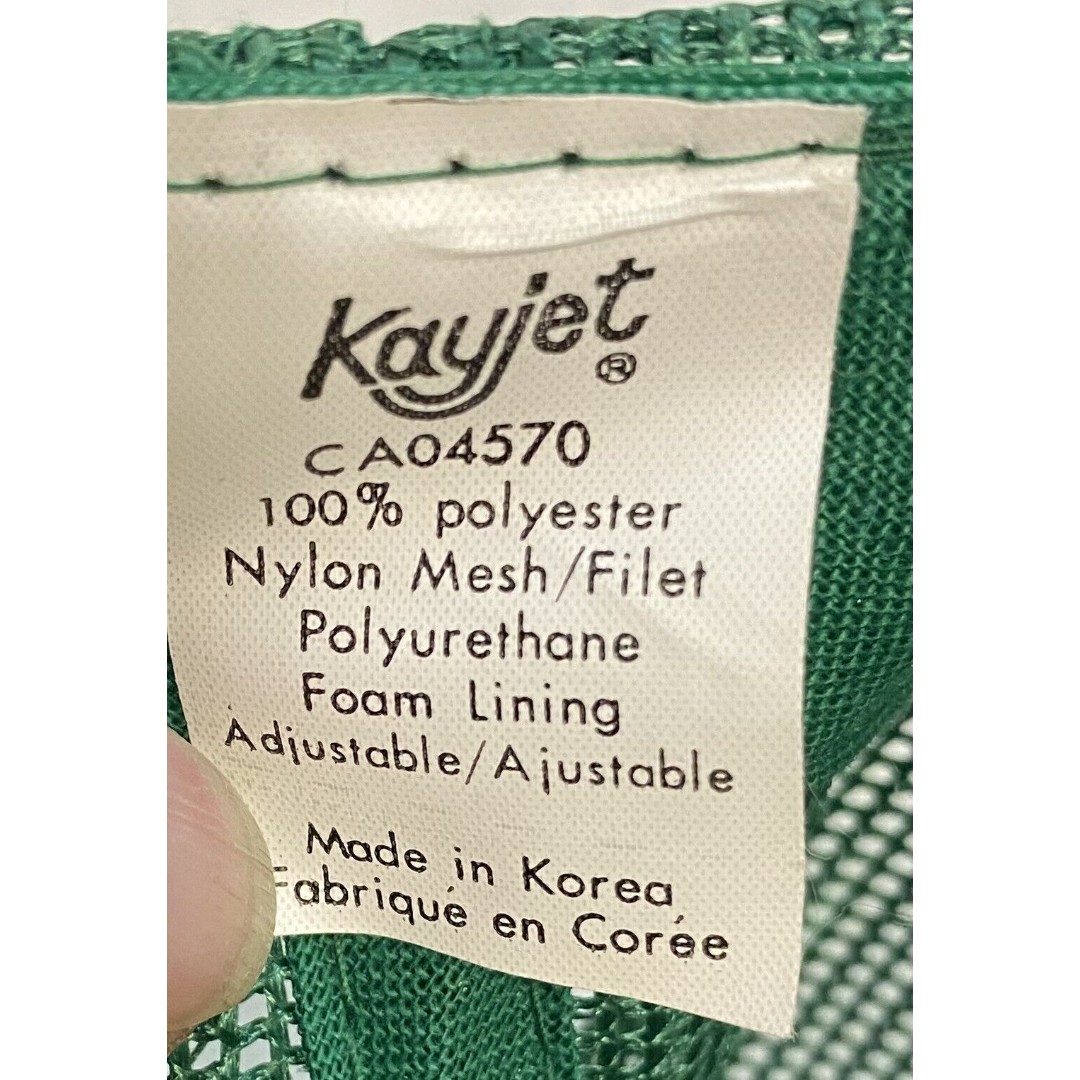 Kayjet®
CA04570
100% polyester
Nylon Mesh/Filet
Polyurethane
Foam Lining
Adjustable/Ajustable
Made in Korea
Fabriqué en Corée